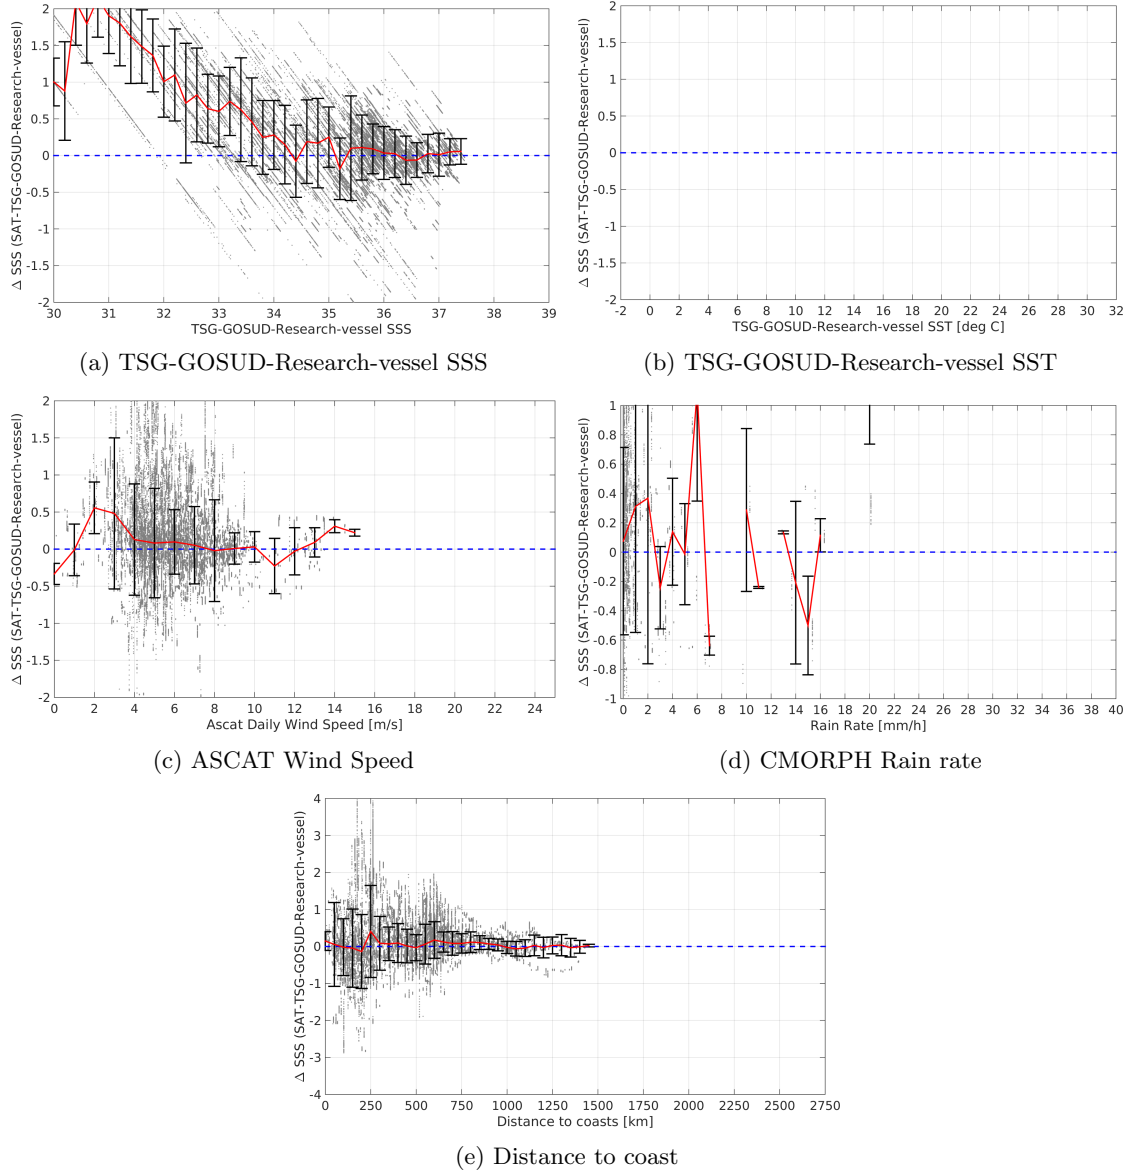 2
1.5
1
0.5
0
-0.5
-1
-1.5
-2
Δ SSS (SAT-TSG-GOSUD-Research-vessel)
30 31 32 33 34 35 36 37 38 39
TSG-GOSUD-Research-vessel SSS
(a) TSG-GOSUD-Research-vessel SSS
2
1.5
1
0.5
0
-0.5
-1
-1.5
-2
Δ SSS (SAT-TSG-GOSUD-Research-vessel)
-2 0 2 4 6 8 10 12 14 16 18 20 22 24 26 28 30 32
TSG-GOSUD-Research-vessel SST [deg C]
(b) TSG-GOSUD-Research-vessel SST
2
1.5
1
0.5
0
-0.5
-1
-1.5
-2
Δ SSS (SAT-TSG-GOSUD-Research-vessel)
0 2 4 6 8 10 12 14 16 18 20 22 24
Ascat Daily Wind Speed [m/s]
(c) ASCAT Wind Speed
1
0.8
0.6
0.4
0.2
0
-0.2
-0.4
-0.6
-0.8
-1
Δ SSS (SAT-TSG-GOSUD-Research-vessel)
0 2 4 6 8 10 12 14 16 18 20 22 24 26 28 30 32 34 36 38 40
Rain Rate [mm/h]
(d) CMORPH Rain rate
4
3
2
1
0
-1
-2
-3
-4
Δ SSS (SAT-TSG-GOSUD-Research-vessel)
0 250 500 750 1000 1250 1500 1750 2000 2250 2500 2750
Distance to coasts [km]
(e) Distance to coast